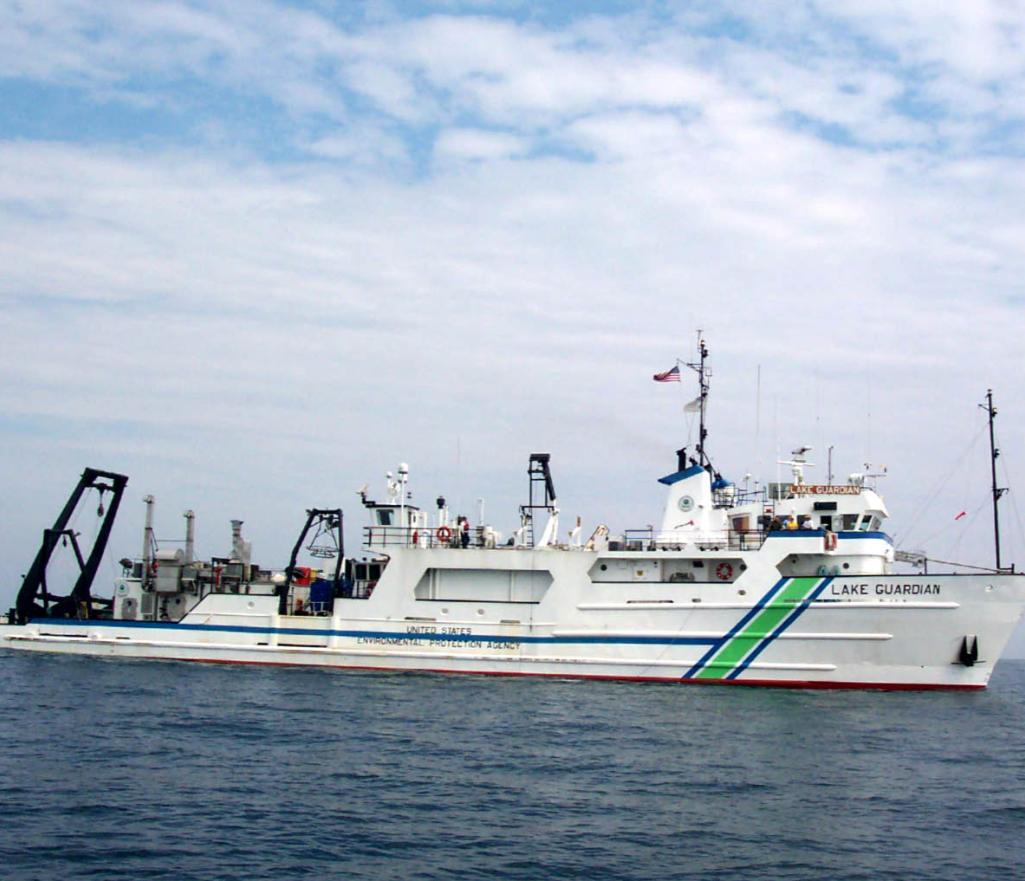 LAKE GUARDIAN
LAKE GUARDIAN
UNITED STATES
ENVIRONMENTAL PROTECTION AGENCY